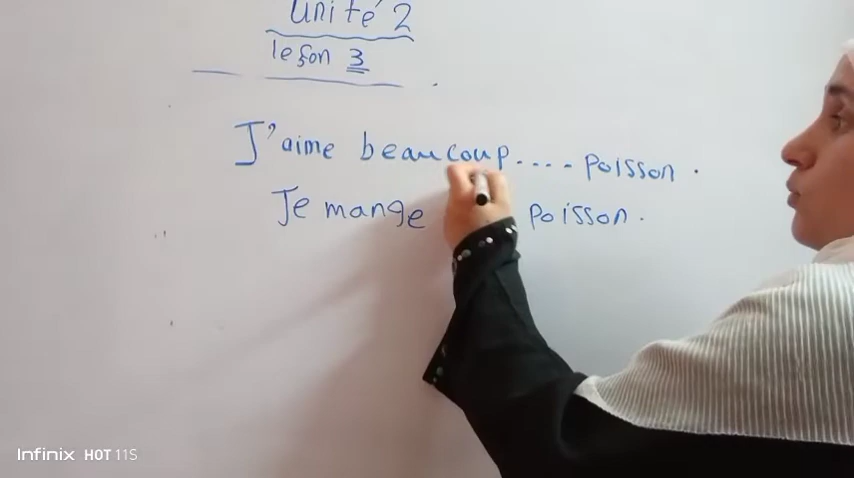 Unité 2
leçon 3
J'aime beaucoup.... poisson.
Je mange poisson.
Infinix HOT 11S